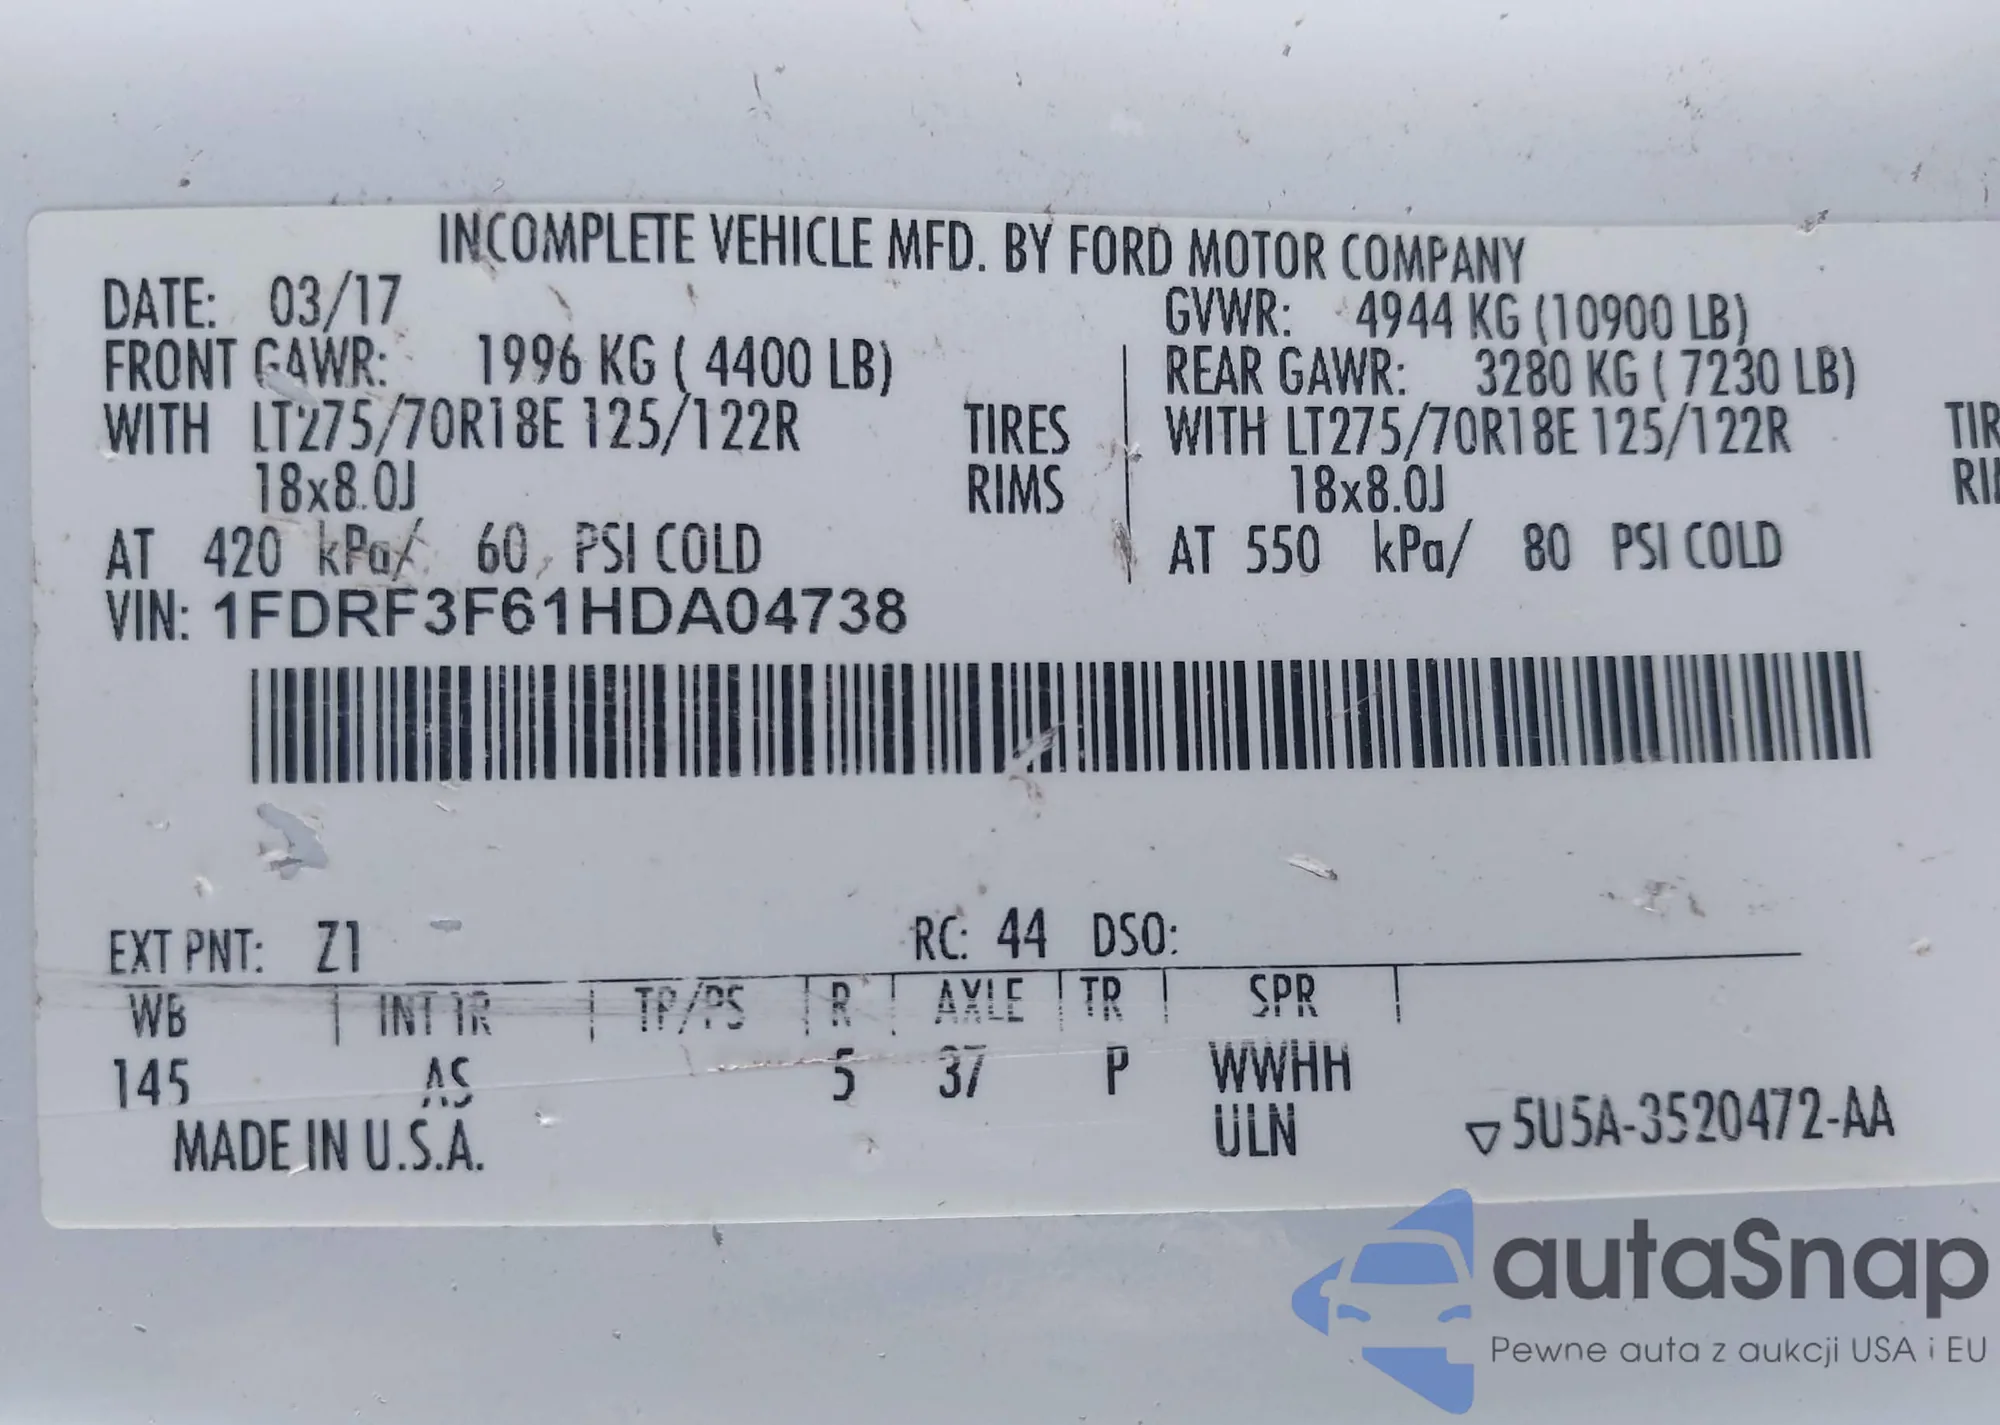 INCOMPLETE VEHICLE MFD. BY FORD MOTOR COMPANY
DATE: 03/17 GVWR: 4944 KG (10900 LB)
FRONT GAWR: 1996 KG ( 4400 LB) REAR GAWR: 3280 KG ( 7230 LB)
WITH LT275/70R18E 125/122R TIRES WITH LT275/70R18E 125/122R TIR
18x8.0J RIMS 18x8.0J RI
AT 420 kPa/ 60 PSI COLD AT 550 kPa/ 80 PSI COLD
VIN: 1FDRF3F61HDA04738
EXT PNT: Z1 RC: 44 DSO:
WB INT TR TP/PS R AXLE TR SPR
145 AS 5 37 P WWHH
ULN
MADE IN U.S.A. ▽5U5A-3520472-AA
autaSnap
Pewne auta z aukcji USA i EU